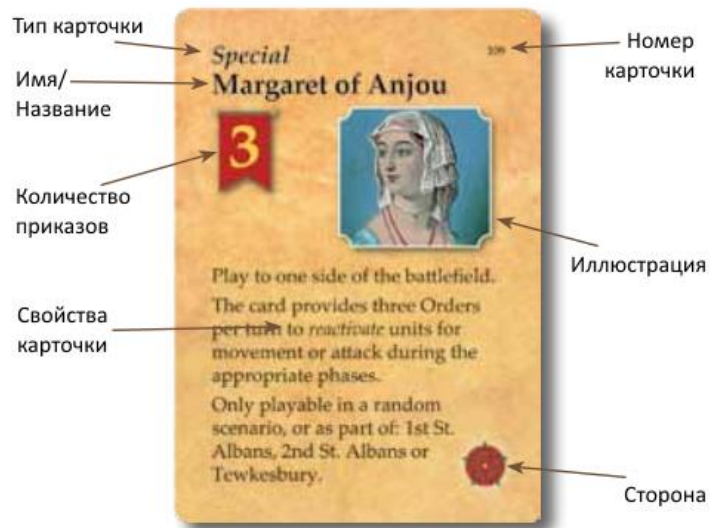 Тип карточки
Имя/
Название
Количество
приказов
Свойства
карточки
Special
Margaret of Anjou
3
Play to one side of the battlefield.
The card provides three Orders
per turn to reactivate units for
movement or attack during the
appropriate phases.
Only playable in a random
scenario, or as part of: 1st St.
Albans, 2nd St. Albans or
Tewkesbury.
Номер
карточки
Иллюстрация
Сторона